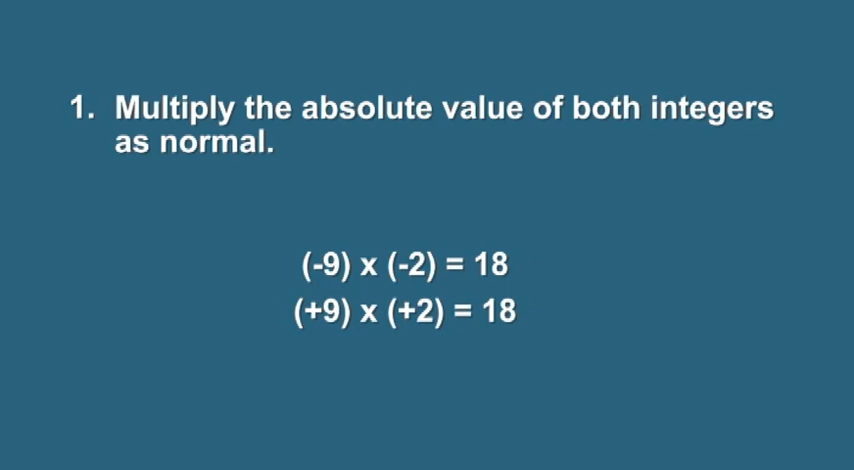 1. Multiply the absolute value of both integers
as normal.
(-9) x (-2) = 18
(+9) x (+2) = 18